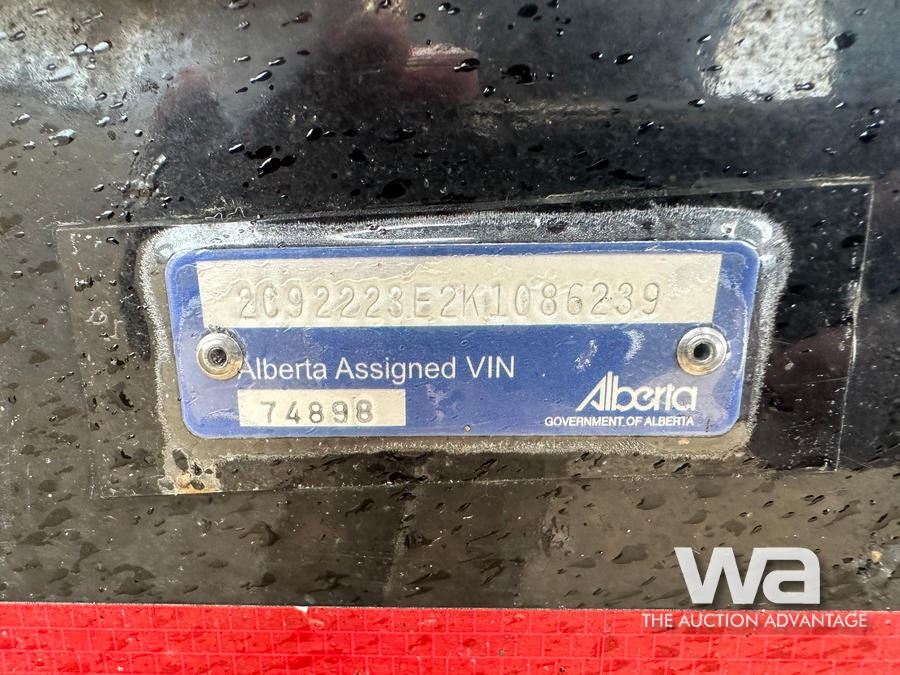 2C92223E2K1086239
Alberta Assigned VIN
74898
Alberta
GOVERNMENT OF ALBERTA
wa
THE AUCTION ADVANTAGE